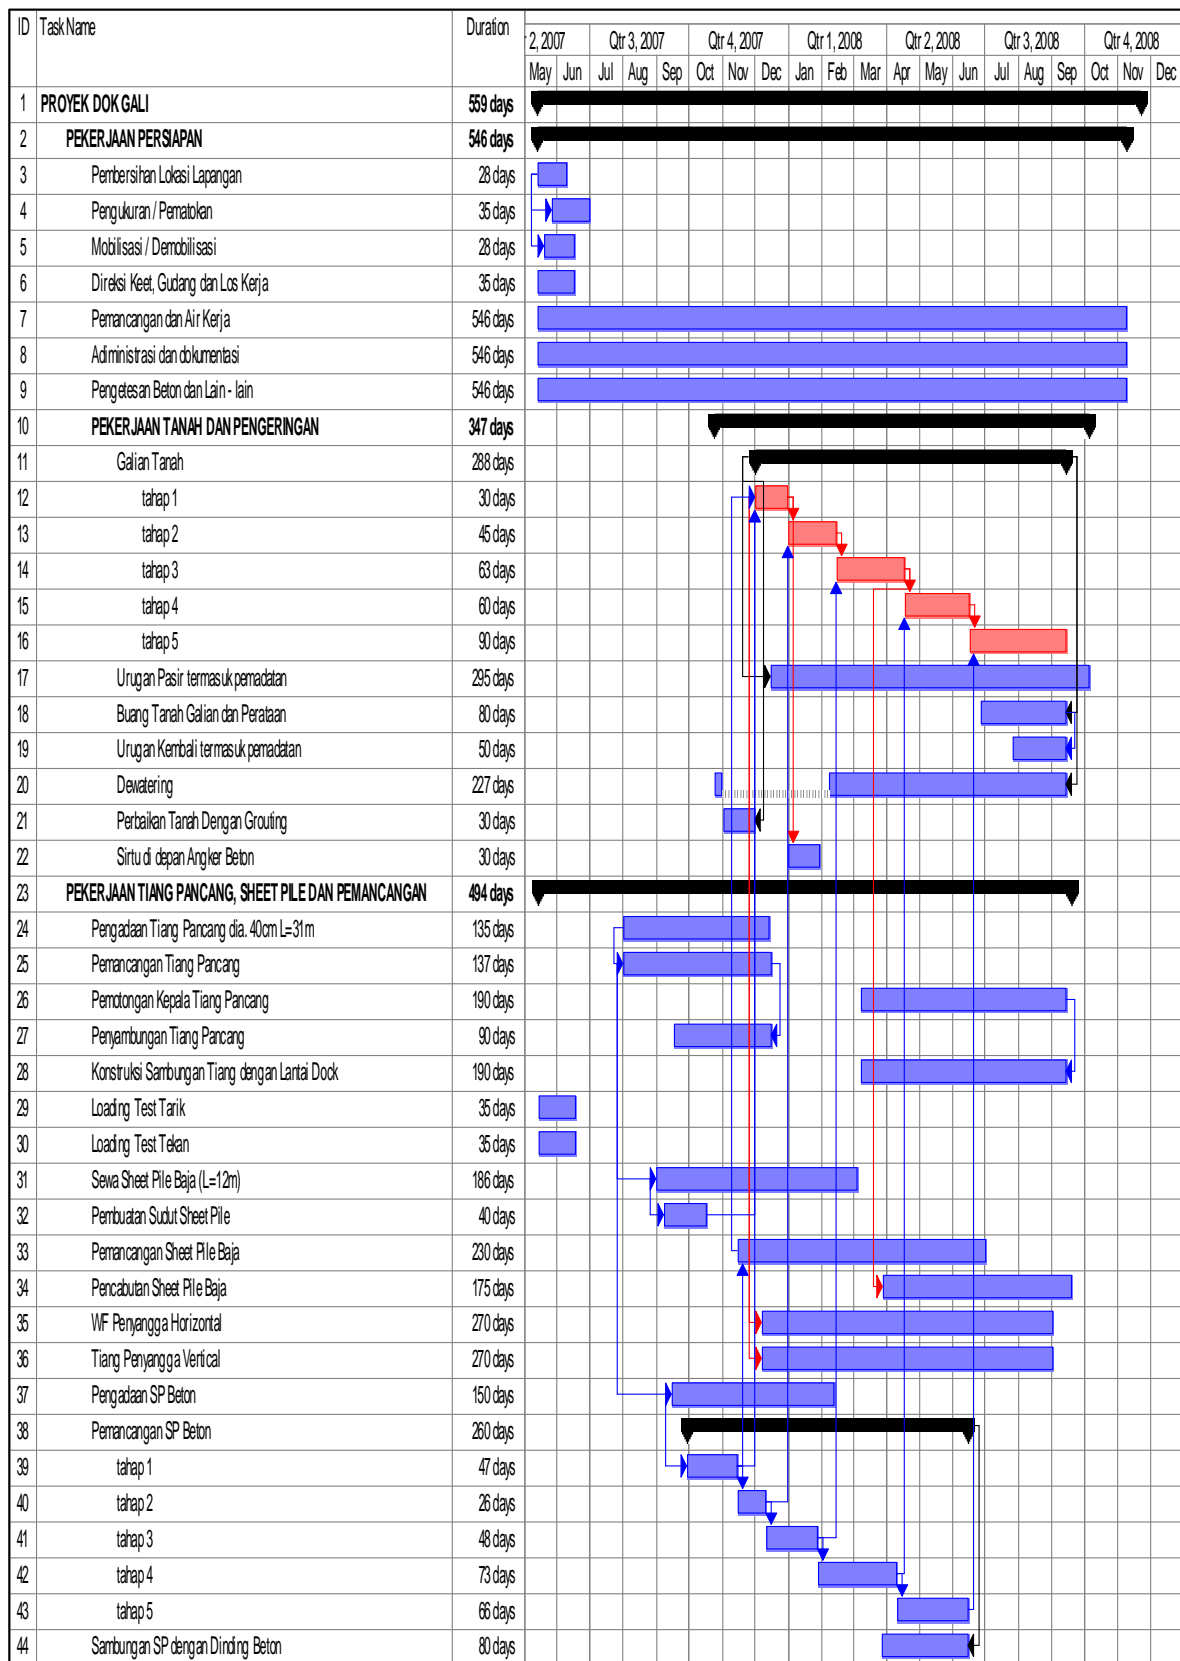 ID Task Name Duration r 2, 2007 Qtr 3, 2007 Qtr 4, 2007 Qtr 1, 2008 Qtr 2, 2008 Qtr 3, 2008 Qtr 4, 2008
May Jun Jul Aug Sep Oct Nov Dec Jan Feb Mar Apr May Jun Jul Aug Sep Oct Nov Dec
1 PROYEK DOK GALI 559 days
2 PEKERJAAN PERSIAPAN 546 days
3 Pembersihan Lokasi Lapangan 28 days
4 Pengukuran / Pematokan 35 days
5 Mobilisasi / Demobilisasi 28 days
6 Direksi Keet, Gudang dan Los Kerja 35 days
7 Pemancangan dan Air Kerja 546 days
8 Adiministrasi dan dokumentasi 546 days
9 Pengetesan Beton dan Lain - lain 546 days
10 PEKERJAAN TANAH DAN PENGERINGAN 347 days
11 Galian Tanah 288 days
12 tahap 1 30 days
13 tahap 2 45 days
14 tahap 3 63 days
15 tahap 4 60 days
16 tahap 5 90 days
17 Urugan Pasir termasuk pemadatan 295 days
18 Buang Tanah Galian dan Perataan 80 days
19 Urugan Kembali termasuk pemadatan 50 days
20 Dewatering 227 days
21 Perbaikan Tanah Dengan Grouting 30 days
22 Sirtu di depan Angker Beton 30 days
23 PEKERJAAN TIANG PANCANG, SHEET PILE DAN PEMANCANGAN 494 days
24 Pengadaan Tiang Pancang dia. 40cm L=31m 135 days
25 Pemancangan Tiang Pancang 137 days
26 Pemotongan Kepala Tiang Pancang 190 days
27 Penyambungan Tiang Pancang 90 days
28 Konstruksi Sambungan Tiang dengan Lantai Dock 190 days
29 Loading Test Tarik 35 days
30 Loading Test Tekan 35 days
31 Sewa Sheet Pile Baja (L=12m) 186 days
32 Pembuatan Sudut Sheet Pile 40 days
33 Pemancangan Sheet Pile Baja 230 days
34 Pencabutan Sheet Pile Baja 175 days
35 WF Penyangga Horizontal 270 days
36 Tiang Penyangga Vertical 270 days
37 Pengadaan SP Beton 150 days
38 Pemancangan SP Beton 260 days
39 tahap 1 47 days
40 tahap 2 26 days
41 tahap 3 48 days
42 tahap 4 73 days
43 tahap 5 66 days
44 Sambungan SP dengan Dinding Beton 80 days